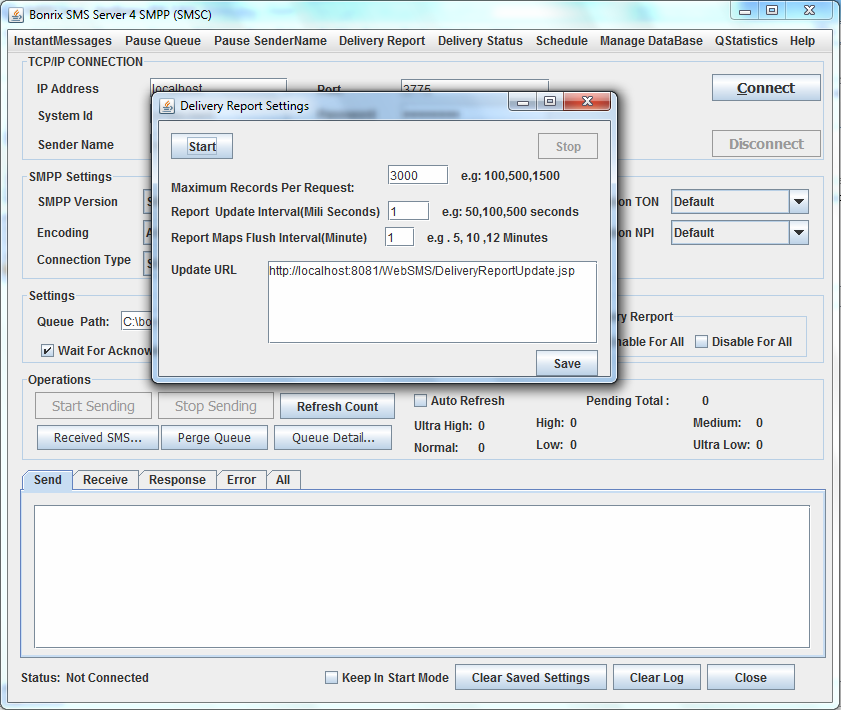 Bonrix SMS Server 4 SMPP (SMSC)
InstantMessages Pause Queue Pause SenderName Delivery Report Delivery Status Schedule Manage DataBase QStatistics Help
TCP/IP CONNECTION
IP Address localhost Port 3775 Connect
System Id
Sender Name Disconnect
Delivery Report Settings
Start Stop
Maximum Records Per Request: 3000 e.g: 100,500,1500
Report Update Interval(Mili Seconds) 1 e.g: 50,100,500 seconds
Report Maps Flush Interval(Minute) 1 e.g . 5, 10 ,12 Minutes
Update URL http://localhost:8081/WebSMS/DeliveryReportUpdate.jsp
Save
SMPP Settings
SMPP Version TON Default
Encoding NPI Default
Connection Type
Settings
Queue Path: C:\bo Rerport
Wait For Acknow For All Disable For All
Operations
Start Sending Stop Sending Refresh Count Auto Refresh Pending Total : 0
Received SMS... Perge Queue Queue Detail... Ultra High: 0 High: 0 Medium: 0
Normal: 0 Low: 0 Ultra Low: 0
Send Receive Response Error All
Status: Not Connected Keep In Start Mode Clear Saved Settings Clear Log Close